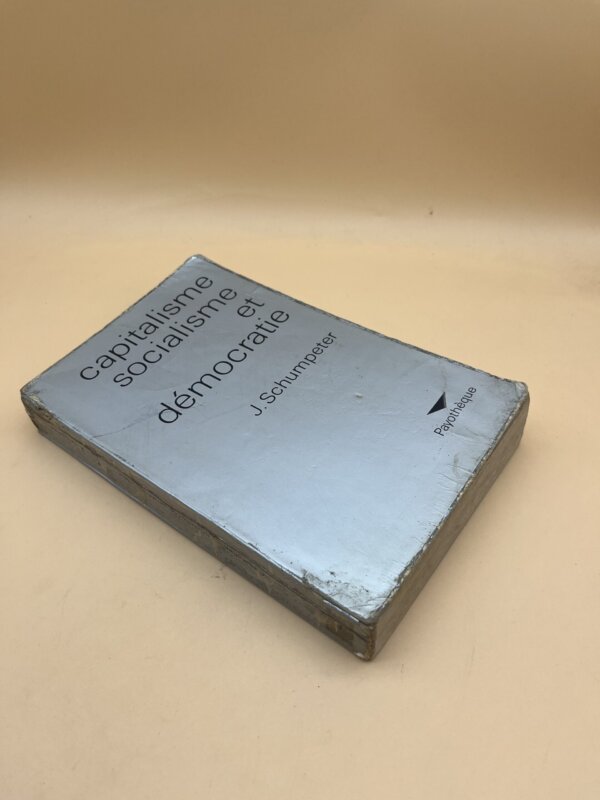 capitalisme
socialisme
et
démocratie
J. Schumpeter
Payothèque